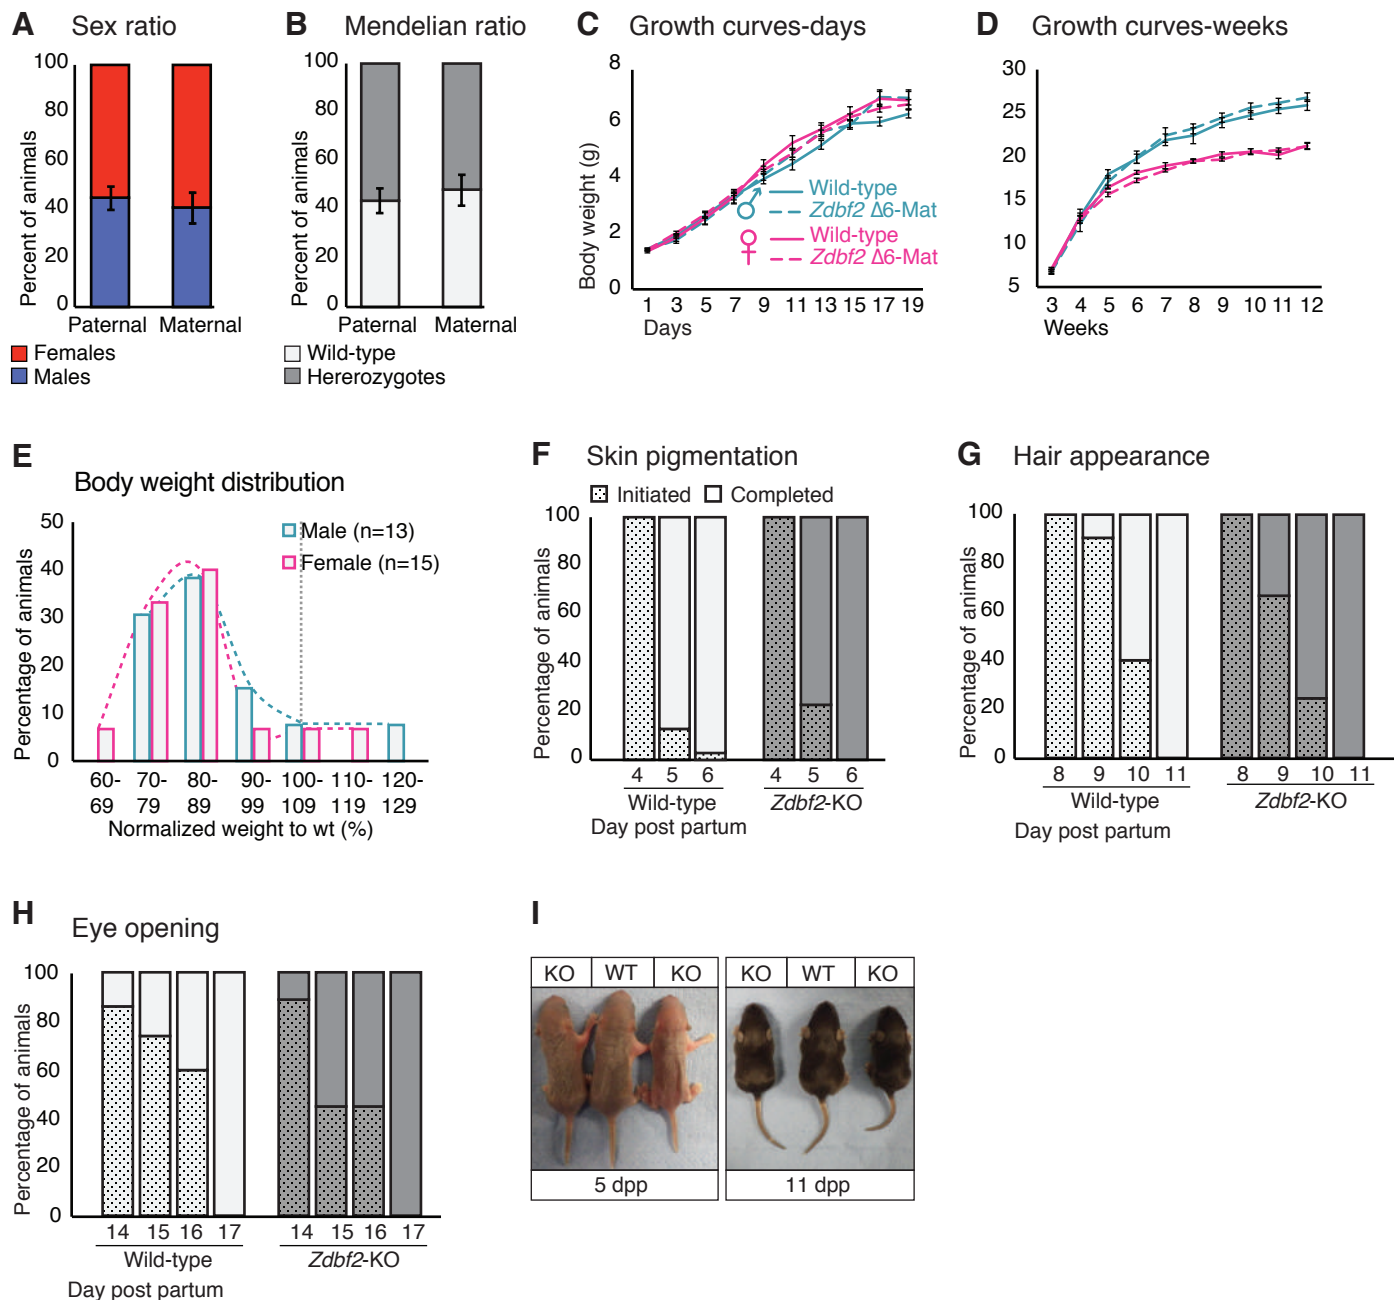 A Sex ratio
Percent of animals
100
80
60
40
20
0
Paternal Maternal
Females
Males
B Mendelian ratio
Percent of animals
100
80
60
40
20
0
Paternal Maternal
Wild-type
Hererozygotes
C Growth curves-days
Body weight (g)
8
6
4
2
0
Wild-type
Zdbf2 Δ6-Mat
Wild-type
Zdbf2 Δ6-Mat
1 3 5 7 9 11 13 15 17 19
Days
D Growth curves-weeks
30
25
20
15
10
5
3 4 5 6 7 8 9 10 11 12
Weeks
E Body weight distribution
Percentage of animals
50
40
30
20
10
0
Male (n=13)
Female (n=15)
60- 70- 80- 90- 100- 110- 120-
69 79 89 99 109 119 129
Normalized weight to wt (%)
F Skin pigmentation
Initiated Completed
Percentage of animals
100
80
60
40
20
0
4 5 6 4 5 6
Wild-type Zdbf2-KO
Day post partum
G Hair appearance
Percentage of animals
100
80
60
40
20
0
8 9 10 11 8 9 10 11
Wild-type Zdbf2-KO
Day post partum
H Eye opening
Percentage of animals
100
80
60
40
20
0
14 15 16 17 14 15 16 17
Wild-type Zdbf2-KO
Day post partum
I
KO WT KO KO WT KO
5 dpp 11 dpp